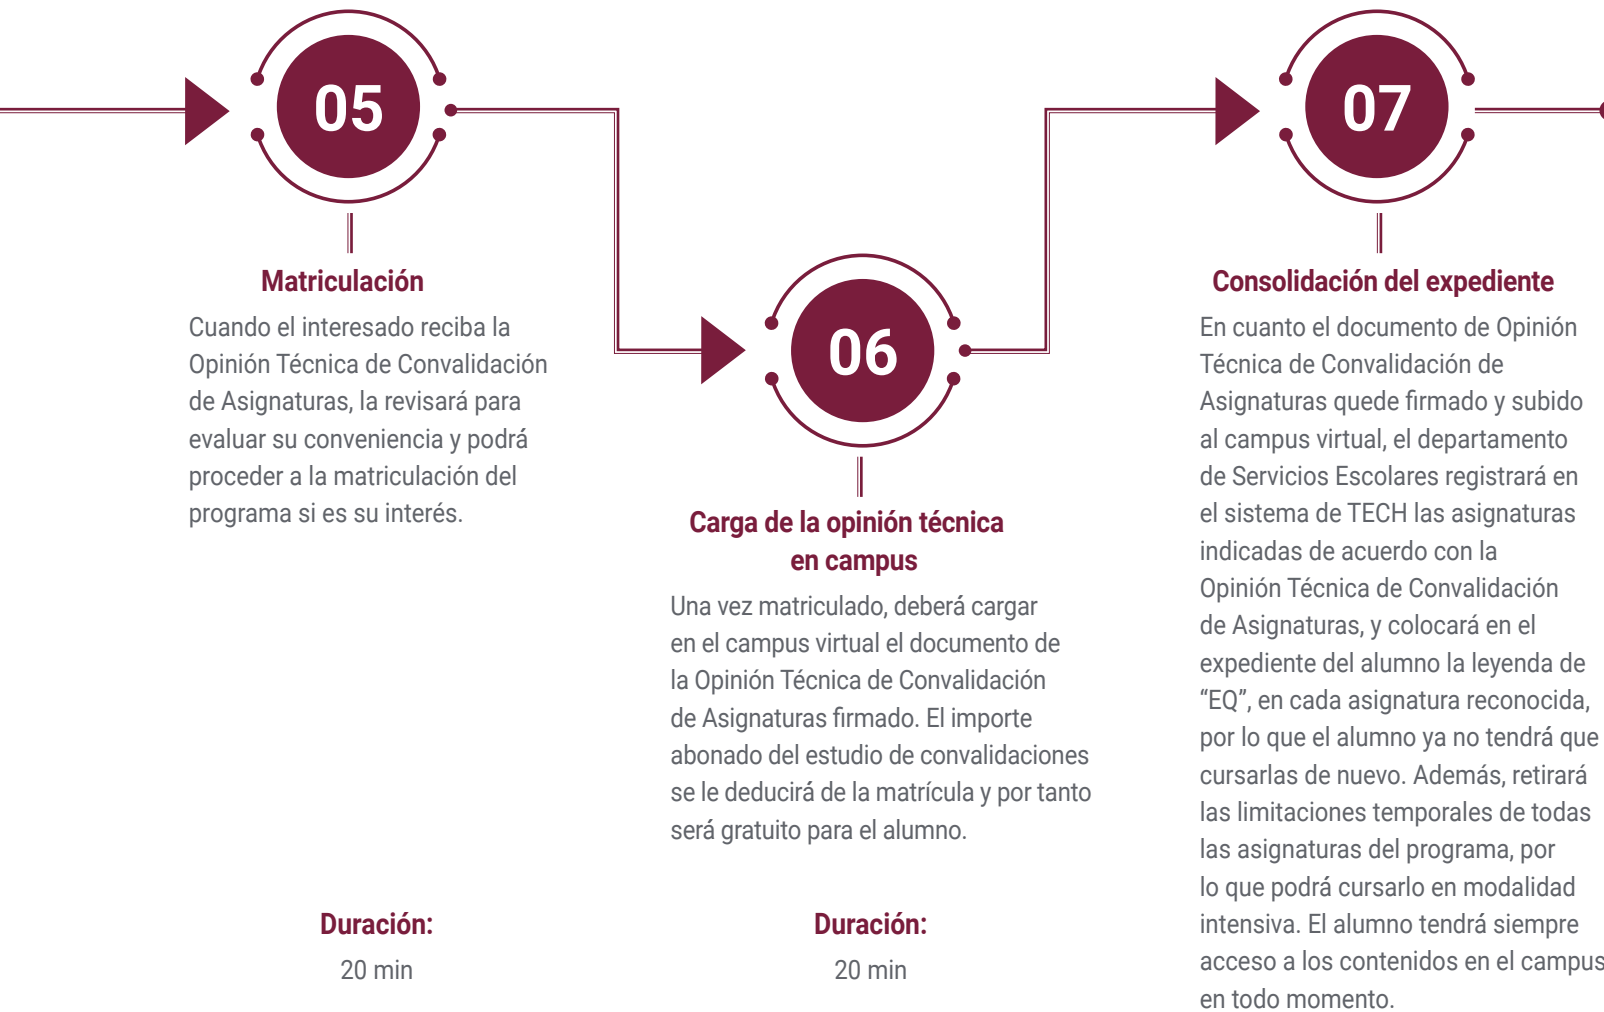 05
Matriculación
Cuando el interesado reciba la
Opinión Técnica de Convalidación
de Asignaturas, la revisará para
evaluar su conveniencia y podrá
proceder a la matriculación del
programa si es su interés.
Duración:
20 min
06
Carga de la opinión técnica
en campus
Una vez matriculado, deberá cargar
en el campus virtual el documento de
la Opinión Técnica de Convalidación
de Asignaturas firmado. El importe
abonado del estudio de convalidaciones
se le deducirá de la matrícula y por tanto
será gratuito para el alumno.
Duración:
20 min
07
Consolidación del expediente
En cuanto el documento de Opinión
Técnica de Convalidación de
Asignaturas quede firmado y subido
al campus virtual, el departamento
de Servicios Escolares registrará en
el sistema de TECH las asignaturas
indicadas de acuerdo con la
Opinión Técnica de Convalidación
de Asignaturas, y colocará en el
expediente del alumno la leyenda de
“EQ”, en cada asignatura reconocida,
por lo que el alumno ya no tendrá que
cursarlas de nuevo. Además, retirará
las limitaciones temporales de todas
las asignaturas del programa, por
lo que podrá cursarlo en modalidad
intensiva. El alumno tendrá siempre
acceso a los contenidos en el campus
en todo momento.